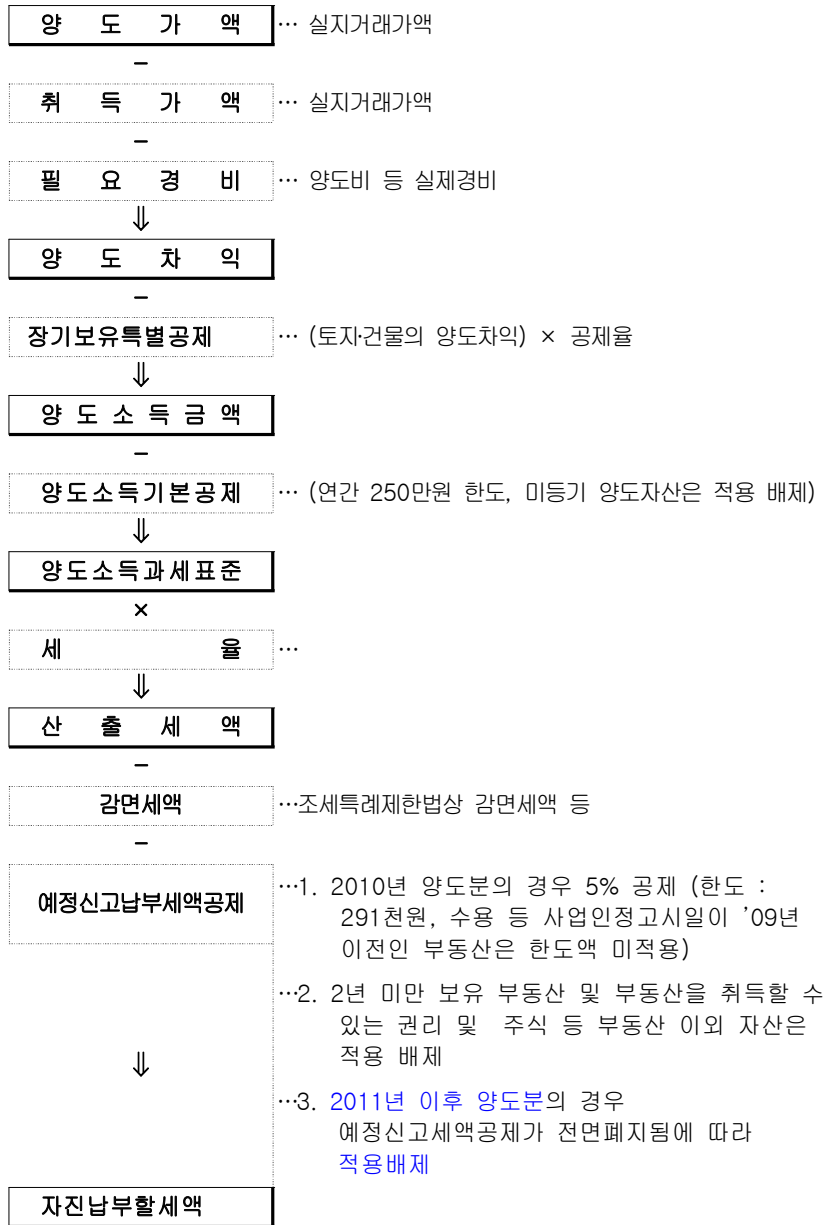 양 도 가 액 … 실지거래가액
－
취 득 가 액 … 실지거래가액
－
필 요 경 비 … 양도비 등 실제경비
⇓
양 도 차 익
－
장기보유특별공제 … (토지·건물의 양도차익) × 공제율
⇓
양 도 소 득 금 액
－
양도소득기본공제 … (연간 250만원 한도, 미등기 양도자산은 적용 배제)
⇓
양도소득과세표준
×
세 율 …
⇓
산 출 세 액
－
감면세액 …조세특례제한법상 감면세액 등
－
예정신고납부세액공제 …1. 2010년 양도분의 경우 5% 공제 (한도 :
291천원, 수용 등 사업인정고시일이 ’09년
이전인 부동산은 한도액 미적용)
…2. 2년 미만 보유 부동산 및 부동산을 취득할 수
있는 권리 및 주식 등 부동산 이외 자산은
적용 배제
⇓
…3. 2011년 이후 양도분의 경우
예정신고세액공제가 전면폐지됨에 따라
적용배제
자진납부할세액